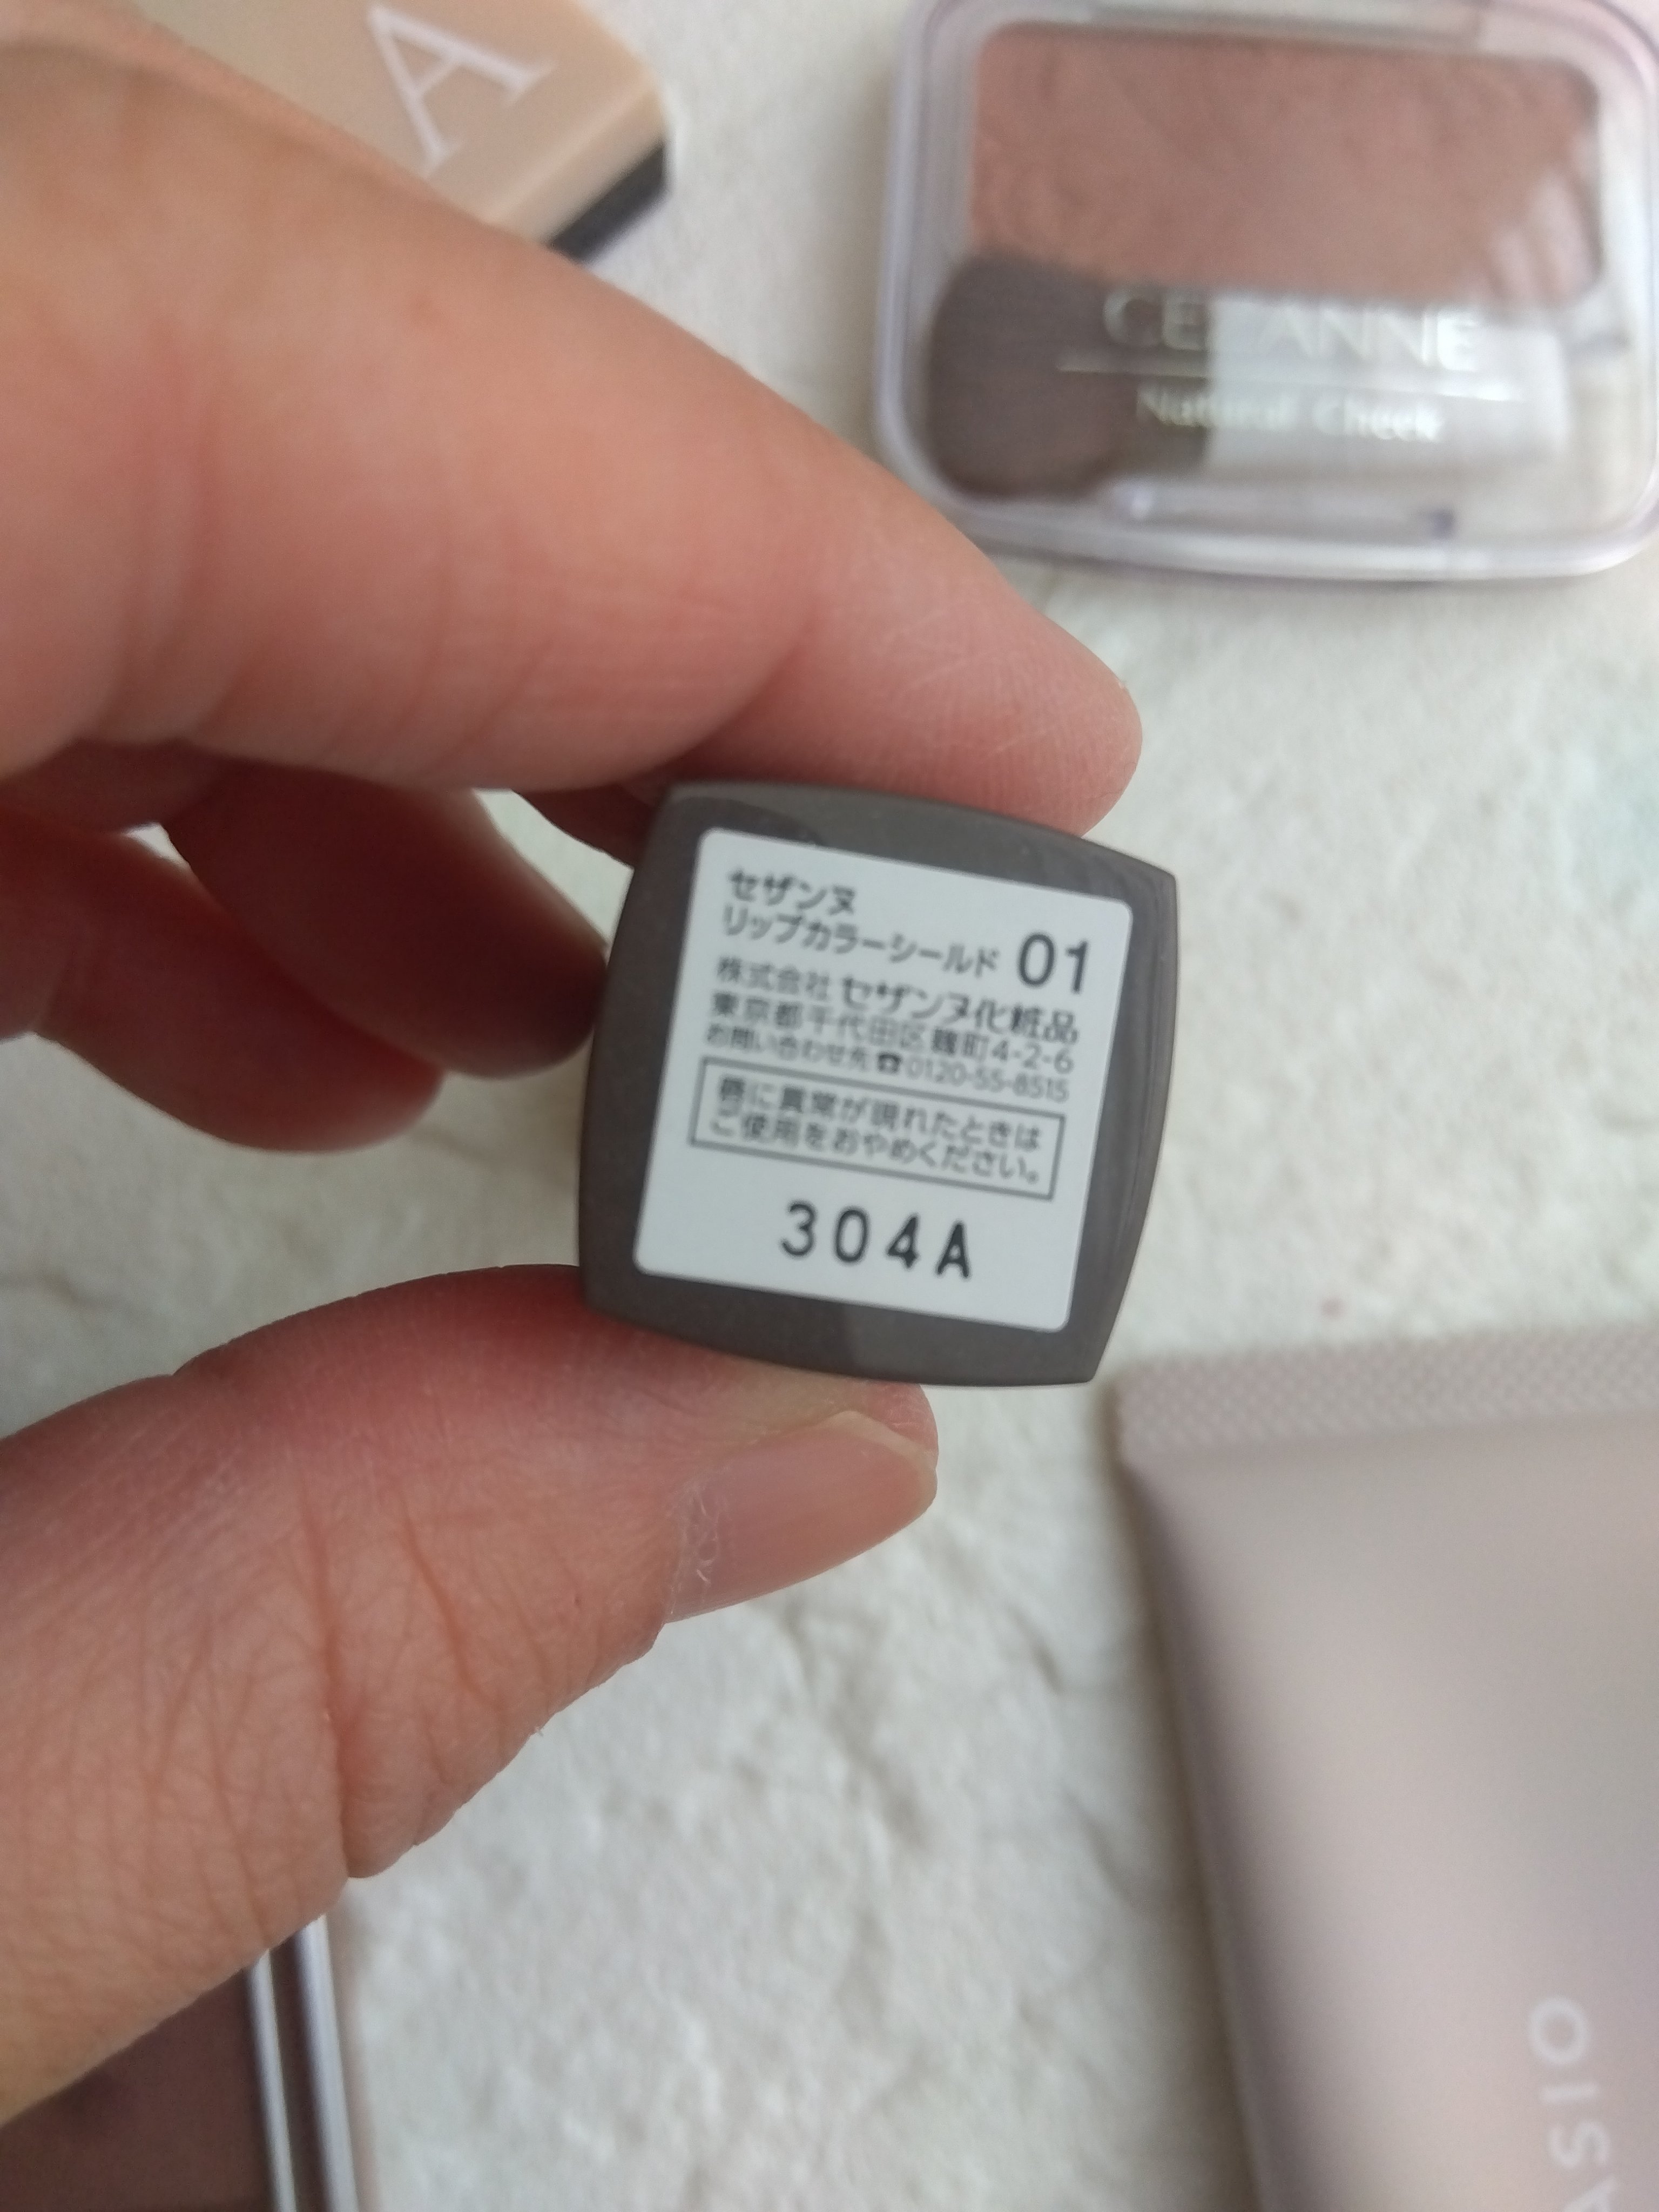 A
CEZANNE
Natural Cheek
セザンヌ
リップカラーシールド 01
株式会社 セザンヌ化粧品
東京都千代田区麹町4-2-6
お問い合わせ先☎0120-55-8515
唇に異常が現れたときは
ご使用をおやめください。
304A